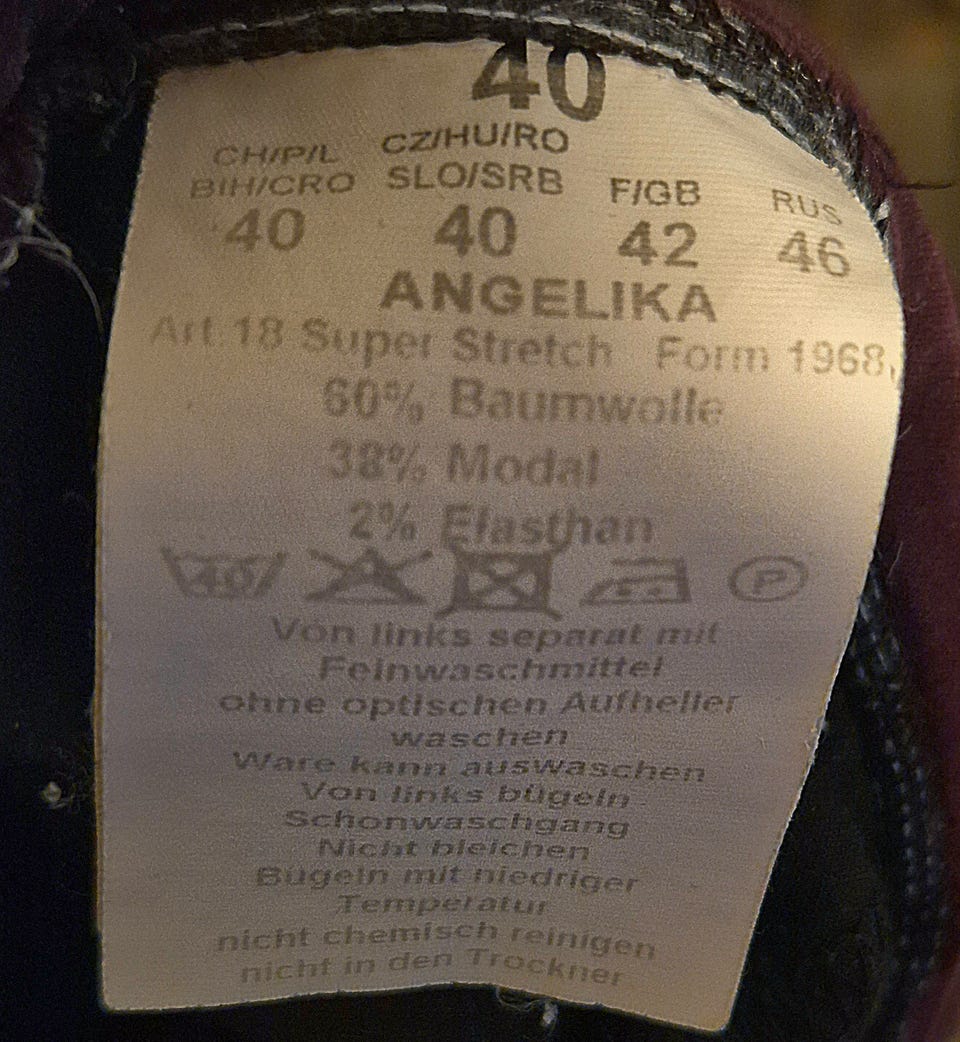 40
CH/P/L CZ/HU/RO
BIH/CRO SLO/SRB F/GB RUS
40 40 42 46
ANGELIKA
Art.18 Super Stretch Form 1968,
60% Baumwolle
38% Modal
2% Elasthan
40 P
Von links separat mit
Feinwaschmittel
ohne optischen Aufheller
waschen
Ware kann auswaschen
Von links bügeln
Schonwaschgang
Nicht bleichen
Bügeln mit niedriger
Temperatur
nicht chemisch reinigen
nicht in den Trockner